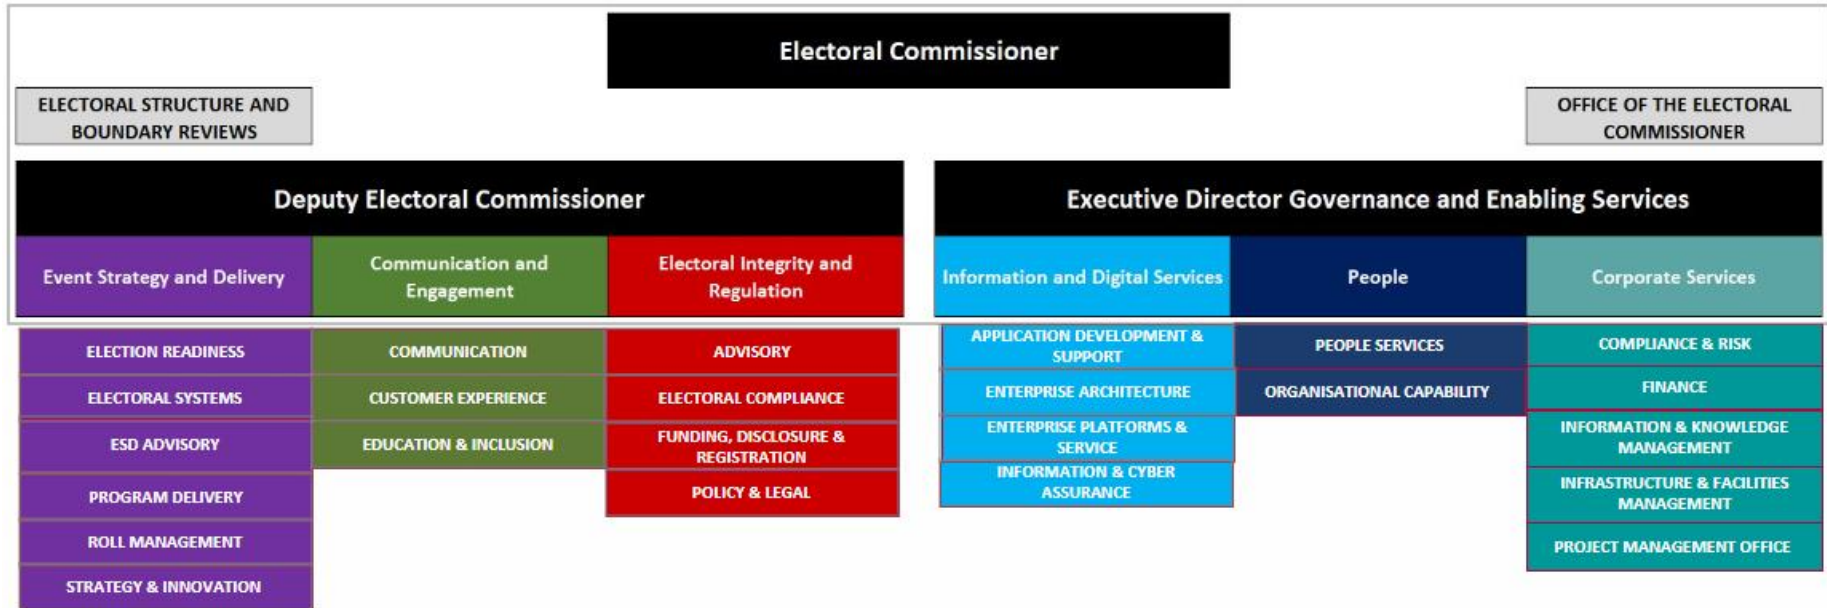 Electoral Commissioner
ELECTORAL STRUCTURE AND
BOUNDARY REVIEWS
OFFICE OF THE ELECTORAL
COMMISSIONER
Deputy Electoral Commissioner
Executive Director Governance and Enabling Services
Event Strategy and Delivery
Communication and
Engagement
Electoral Integrity and
Regulation
Information and Digital Services
People
Corporate Services
ELECTION READINESS
ELECTORAL SYSTEMS
ESD ADVISORY
PROGRAM DELIVERY
ROLL MANAGEMENT
STRATEGY & INNOVATION
COMMUNICATION
CUSTOMER EXPERIENCE
EDUCATION & INCLUSION
ADVISORY
ELECTORAL COMPLIANCE
FUNDING, DISCLOSURE &
REGISTRATION
POLICY & LEGAL
APPLICATION DEVELOPMENT &
SUPPORT
ENTERPRISE ARCHITECTURE
ENTERPRISE PLATFORMS &
SERVICE
INFORMATION & CYBER
ASSURANCE
PEOPLE SERVICES
ORGANISATIONAL CAPABILITY
COMPLIANCE & RISK
FINANCE
INFORMATION & KNOWLEDGE
MANAGEMENT
INFRASTRUCTURE & FACILITIES
MANAGEMENT
PROJECT MANAGEMENT OFFICE